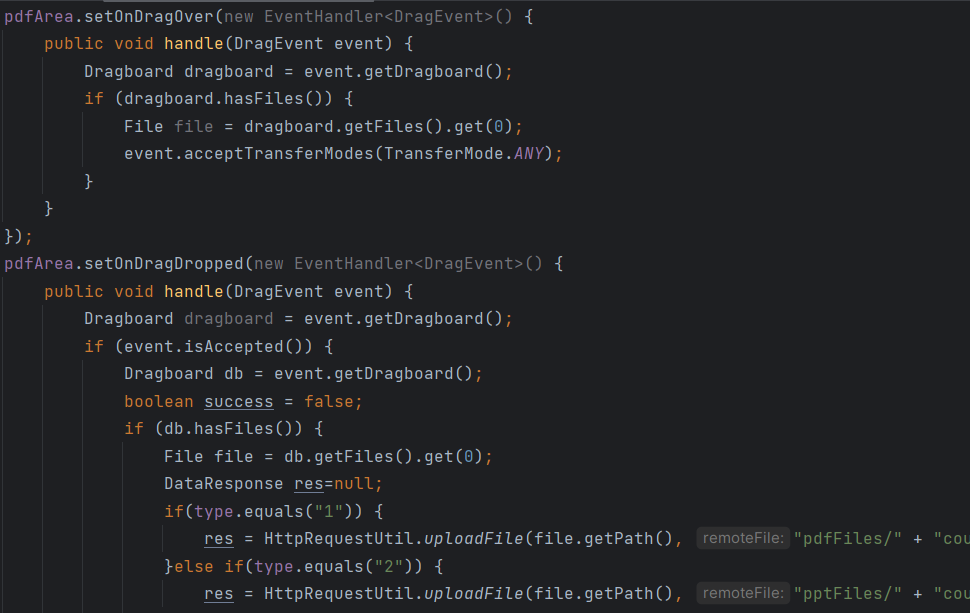 pdfArea.setOnDragOver(new EventHandler<DragEvent>() {
    public void handle(DragEvent event) {
        Dragboard dragboard = event.getDragboard();
        if (dragboard.hasFiles()) {
            File file = dragboard.getFiles().get(0);
            event.acceptTransferModes(TransferMode.ANY);
        }
    }
});
pdfArea.setOnDragDropped(new EventHandler<DragEvent>() {
    public void handle(DragEvent event) {
        Dragboard dragboard = event.getDragboard();
        if (event.isAccepted()) {
            Dragboard db = event.getDragboard();
            boolean success = false;
            if (db.hasFiles()) {
                File file = db.getFiles().get(0);
                DataResponse res=null;
                if(type.equals("1")) {
                    res = HttpRequestUtil.uploadFile(file.getPath(), remoteFile: "pdfFiles/" + "cou
                }else if(type.equals("2")) {
                    res = HttpRequestUtil.uploadFile(file.getPath(), remoteFile: "pptFiles/" + "cou